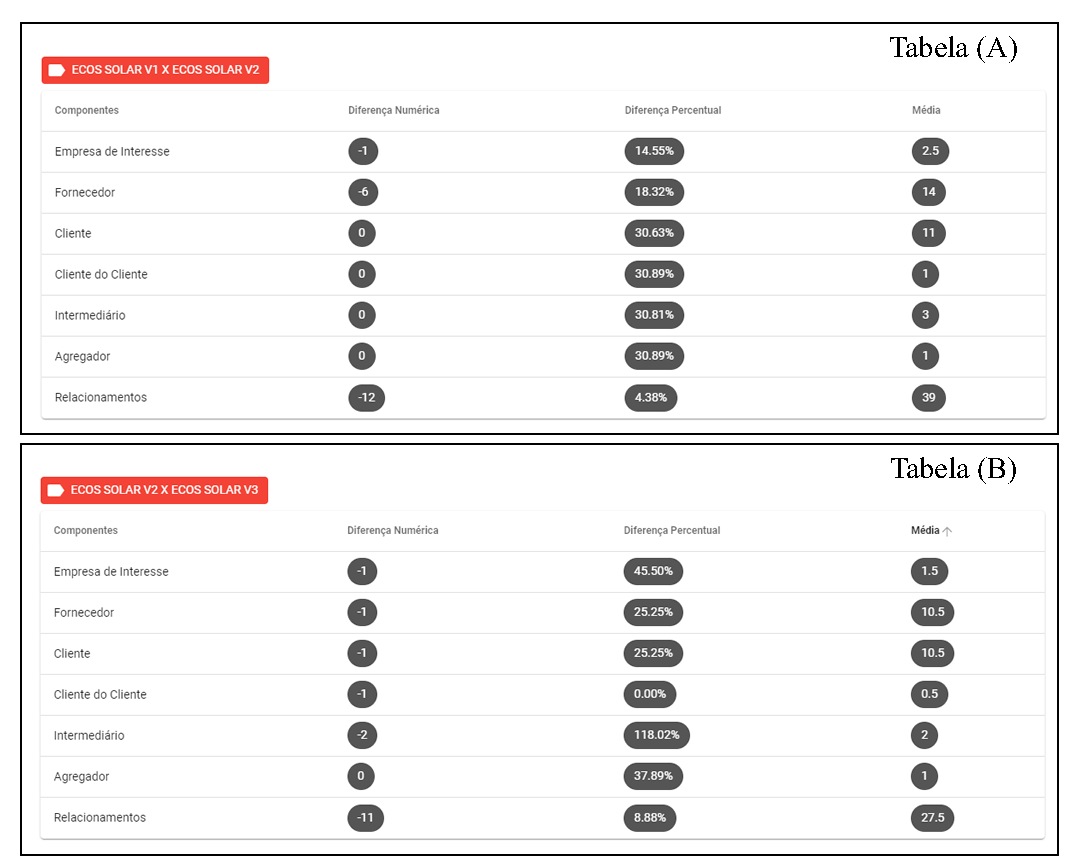 Tabela (A)
ECOS SOLAR V1 X ECOS SOLAR V2
Componentes Diferença Numérica Diferença Percentual Média
Empresa de Interesse -1 14.55% 2.5
Fornecedor -6 18.32% 14
Cliente 0 30.63% 11
Cliente do Cliente 0 30.89% 1
Intermediário 0 30.81% 3
Agregador 0 30.89% 1
Relacionamentos -12 4.38% 39
Tabela (B)
ECOS SOLAR V2 X ECOS SOLAR V3
Componentes Diferença Numérica Diferença Percentual Média
Empresa de Interesse -1 45.50% 1.5
Fornecedor -1 25.25% 10.5
Cliente -1 25.25% 10.5
Cliente do Cliente -1 0.00% 0.5
Intermediário -2 118.02% 2
Agregador 0 37.89% 1
Relacionamentos -11 8.88% 27.5